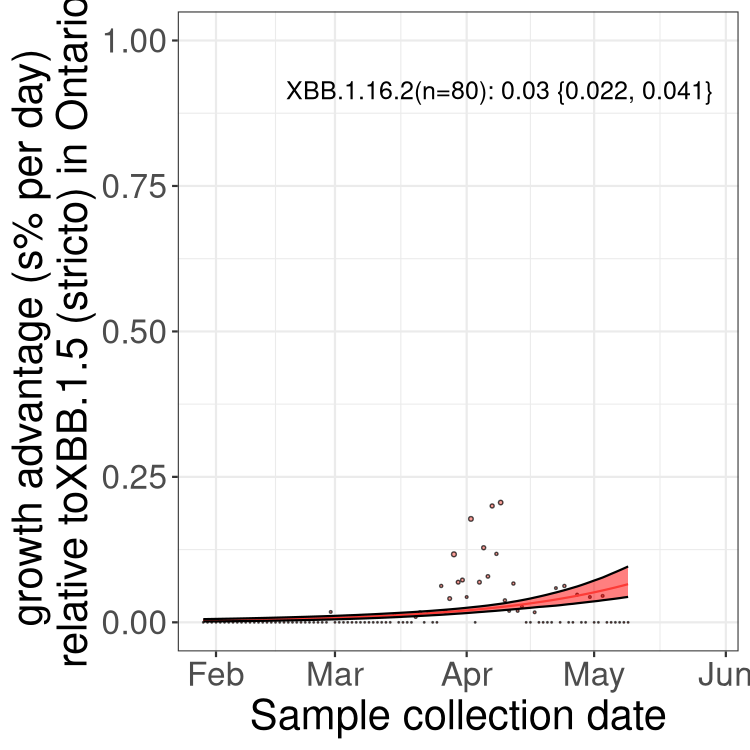 growth advantage (s% per day)
relative toXBB.1.5 (stricto) in Ontario
1.00
0.75
0.50
0.25
0.00
XBB.1.16.2(n=80): 0.03 {0.022, 0.041}
Feb Mar Apr May Jun
Sample collection date